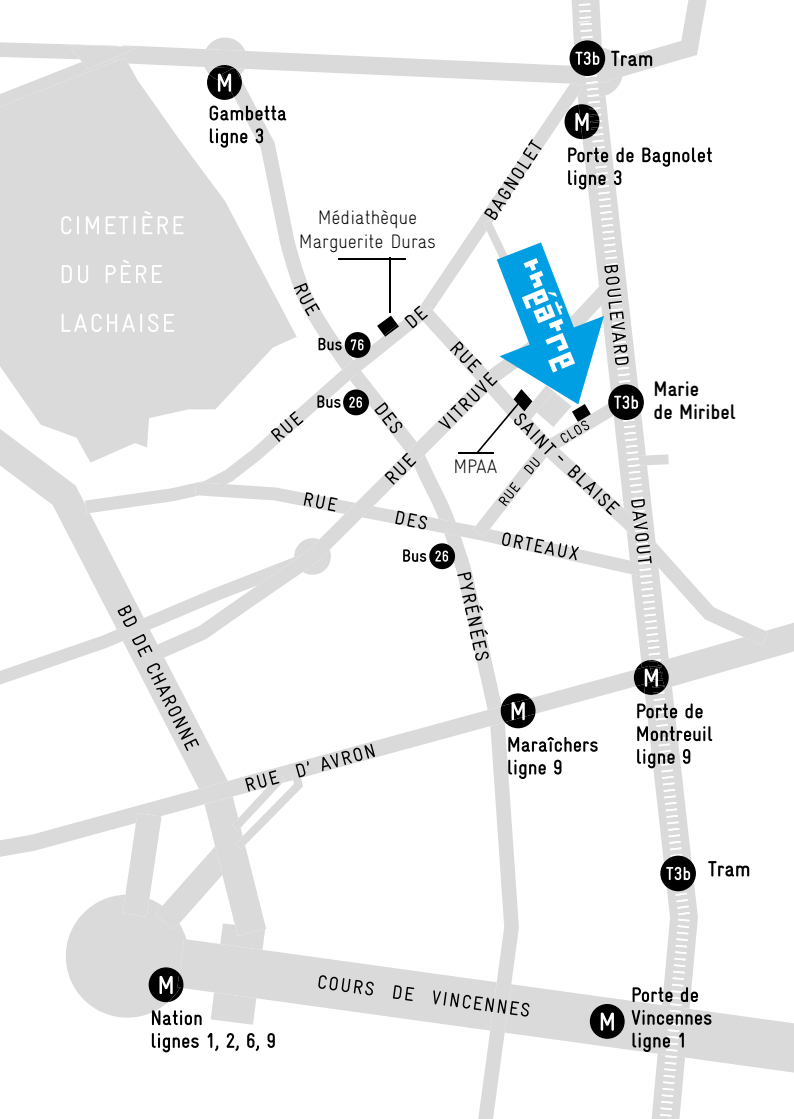 T3b Tram
M
Gambetta
ligne 3
M
Porte de Bagnolet
ligne 3
CIMETIÈRE
DU PÈRE
LACHAISE
Médiathèque
Marguerite Duras
RUE DE BAGNOLET
théâtre
BOULEVARD DAVOUT
Bus 76
Bus 26
RUE DES PYRÉNÉES
RUE VITRUVE
RUE SAINT - BLAISE
T3b
Marie
de Miribel
MPAA
RUE DU CLOS
RUE DES ORTEAUX
Bus 26
BD DE CHARONNE
M
Porte de
Montreuil
ligne 9
M
Maraîchers
ligne 9
RUE D' AVRON
T3b Tram
M
Nation
lignes 1, 2, 6, 9
COURS DE VINCENNES
M
Porte de
Vincennes
ligne 1